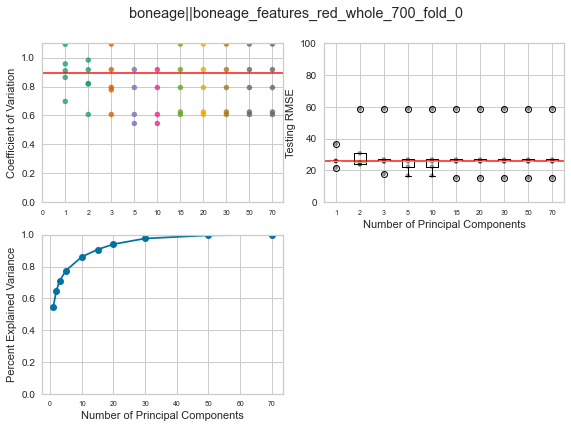 boneage||boneage_features_red_whole_700_fold_0
Coefficient of Variation
1.0
0.8
0.6
0.4
0.2
0.0
0 1 2 3 5 10 15 20 30 50 70
Testing RMSE
100
80
60
40
20
0
1 2 3 5 10 15 20 30 50 70
Number of Principal Components
Percent Explained Variance
1.0
0.8
0.6
0.4
0.2
0.0
0 10 20 30 40 50 60 70
Number of Principal Components